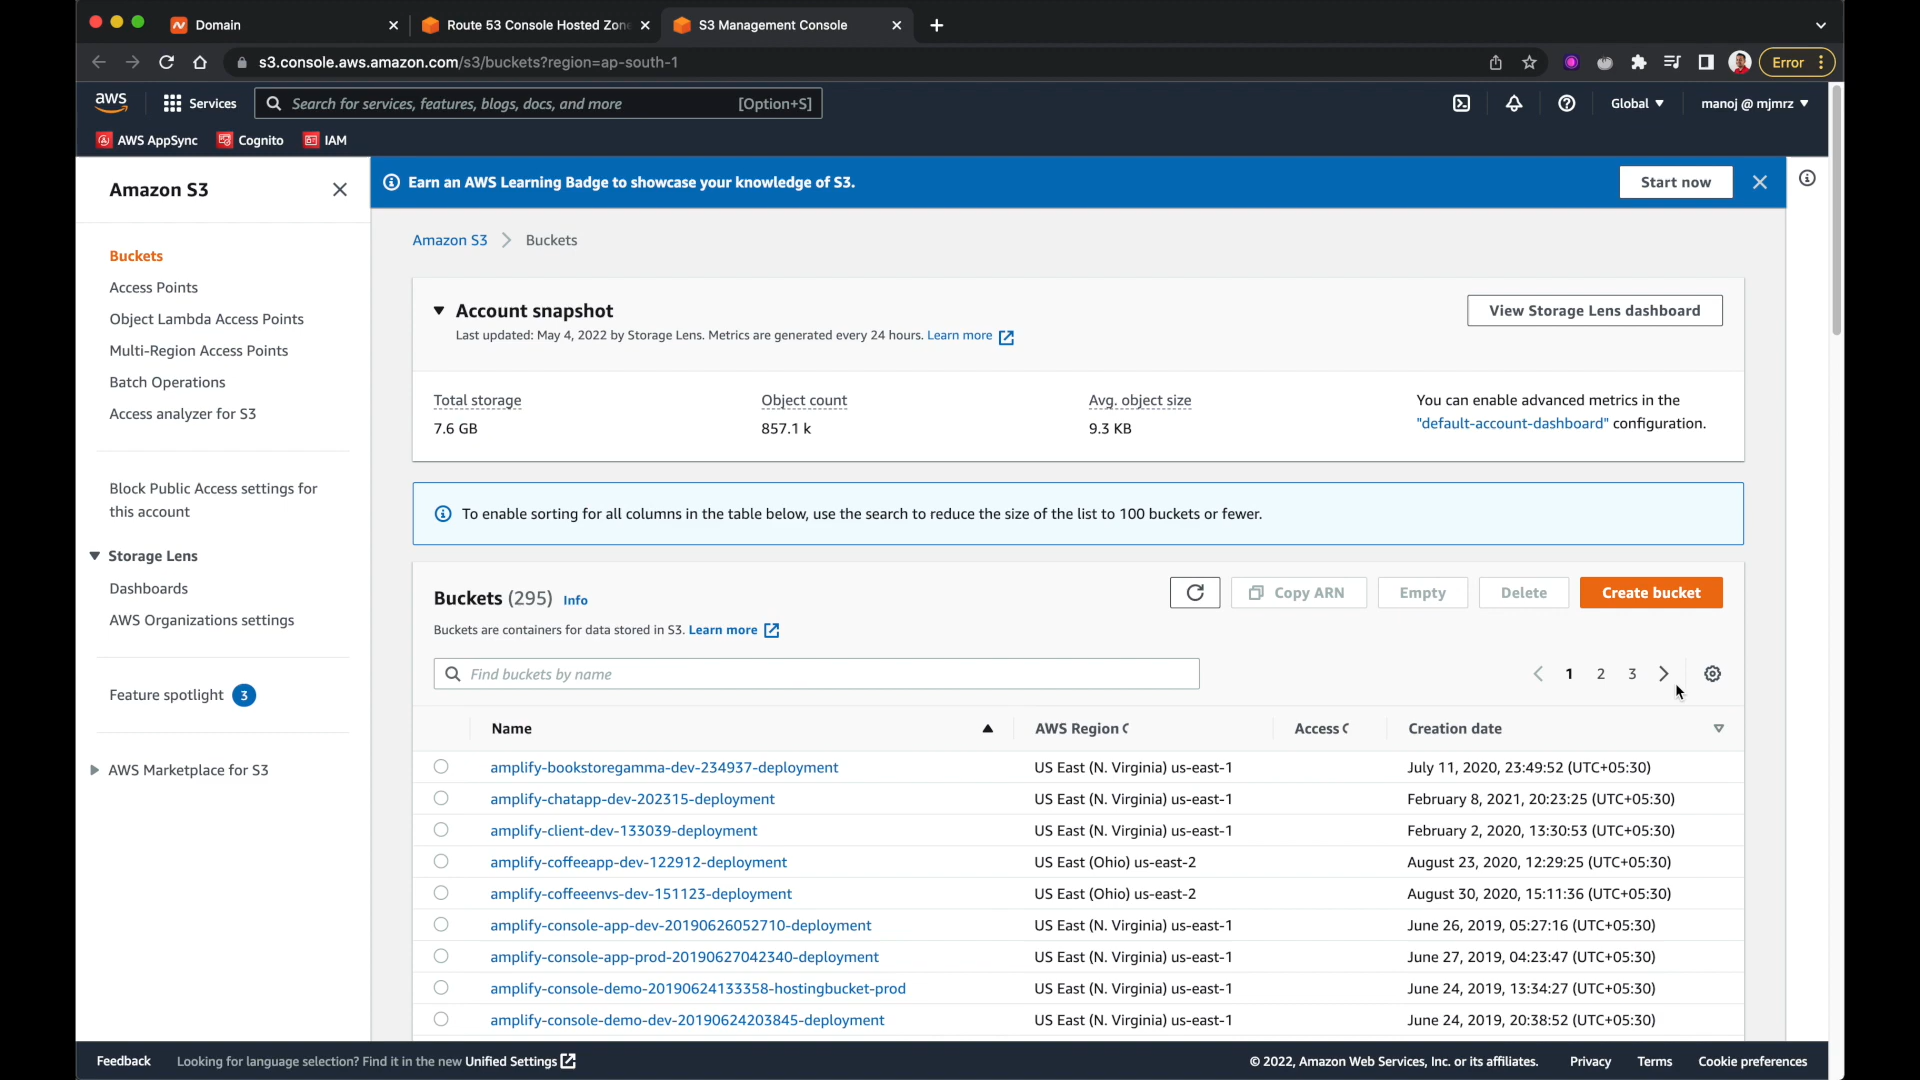 Domain
Route 53 Console Hosted Zone
S3 Management Console
s3.console.aws.amazon.com/s3/buckets?region=ap-south-1
Error
aws
Services
Search for services, features, blogs, docs, and more
[Option+S]
Global
manoj @ mjmrz
AWS AppSync
Cognito
IAM
Amazon S3
Buckets
Access Points
Object Lambda Access Points
Multi-Region Access Points
Batch Operations
Access analyzer for S3
Block Public Access settings for
this account
Storage Lens
Dashboards
AWS Organizations settings
Feature spotlight 3
AWS Marketplace for S3
Earn an AWS Learning Badge to showcase your knowledge of S3.
Start now
Amazon S3 > Buckets
Account snapshot
View Storage Lens dashboard
Last updated: May 4, 2022 by Storage Lens. Metrics are generated every 24 hours. Learn more
Total storage
7.6 GB
Object count
857.1 k
Avg. object size
9.3 KB
You can enable advanced metrics in the
"default-account-dashboard" configuration.
To enable sorting for all columns in the table below, use the search to reduce the size of the list to 100 buckets or fewer.
Buckets (295) Info
Copy ARN
Empty
Delete
Create bucket
Buckets are containers for data stored in S3. Learn more
Find buckets by name
1 2 3
Name AWS Region Access Creation date
amplify-bookstoregamma-dev-234937-deployment US East (N. Virginia) us-east-1 July 11, 2020, 23:49:52 (UTC+05:30)
amplify-chatapp-dev-202315-deployment US East (N. Virginia) us-east-1 February 8, 2021, 20:23:25 (UTC+05:30)
amplify-client-dev-133039-deployment US East (N. Virginia) us-east-1 February 2, 2020, 13:30:53 (UTC+05:30)
amplify-coffeeapp-dev-122912-deployment US East (Ohio) us-east-2 August 23, 2020, 12:29:25 (UTC+05:30)
amplify-coffeeenvs-dev-151123-deployment US East (Ohio) us-east-2 August 30, 2020, 15:11:36 (UTC+05:30)
amplify-console-app-dev-20190626052710-deployment US East (N. Virginia) us-east-1 June 26, 2019, 05:27:16 (UTC+05:30)
amplify-console-app-prod-20190627042340-deployment US East (N. Virginia) us-east-1 June 27, 2019, 04:23:47 (UTC+05:30)
amplify-console-demo-20190624133358-hostingbucket-prod US East (N. Virginia) us-east-1 June 24, 2019, 13:34:27 (UTC+05:30)
amplify-console-demo-dev-20190624203845-deployment US East (N. Virginia) us-east-1 June 24, 2019, 20:38:52 (UTC+05:30)
Feedback
Looking for language selection? Find it in the new Unified Settings
© 2022, Amazon Web Services, Inc. or its affiliates.
Privacy
Terms
Cookie preferences